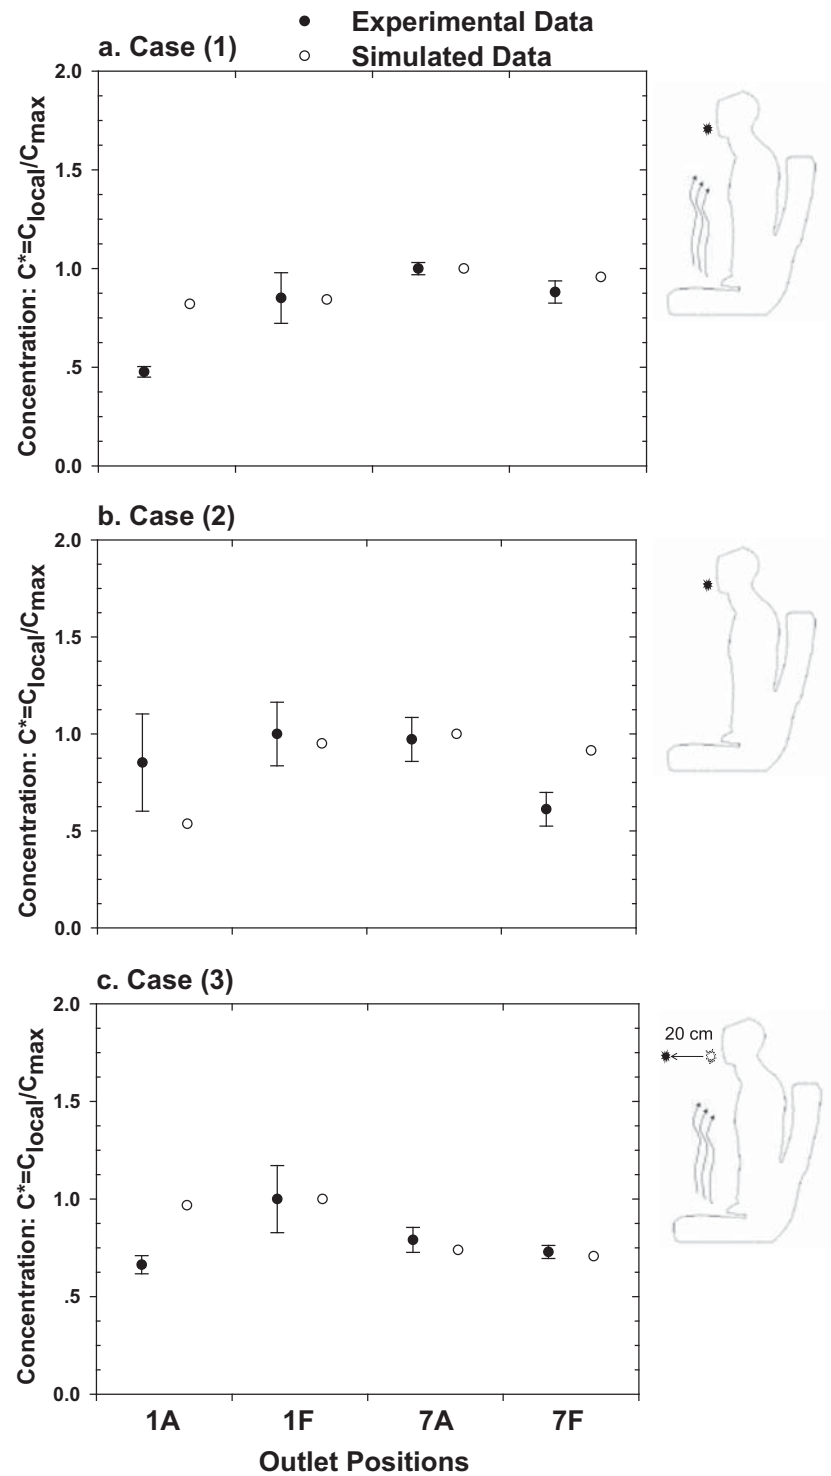 Experimental Data
a. Case (1)
Simulated Data
2.0
1.5
1.0
.5
0.0
Concentration: C*=Clocal/Cmax
b. Case (2)
2.0
1.5
1.0
.5
0.0
Concentration: C*=Clocal/Cmax
c. Case (3)
2.0
1.5
1.0
.5
0.0
Concentration: C*=Clocal/Cmax
20 cm
1A 1F 7A 7F
Outlet Positions